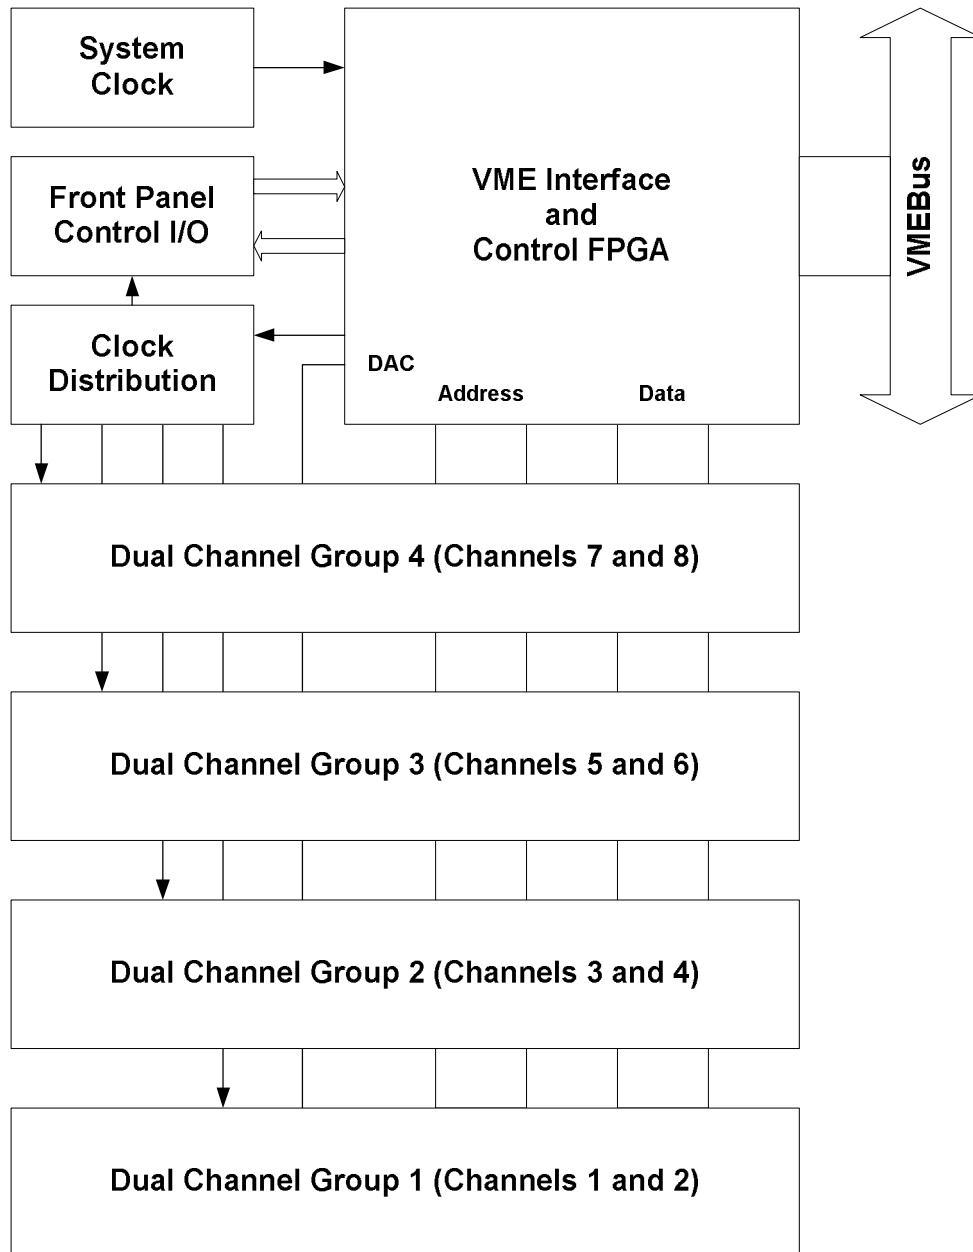 System
Clock
Front Panel
Control I/O
VME Interface
and
Control FPGA
VMEBus
Clock
Distribution
DAC
Address
Data
Dual Channel Group 4 (Channels 7 and 8)
Dual Channel Group 3 (Channels 5 and 6)
Dual Channel Group 2 (Channels 3 and 4)
Dual Channel Group 1 (Channels 1 and 2)